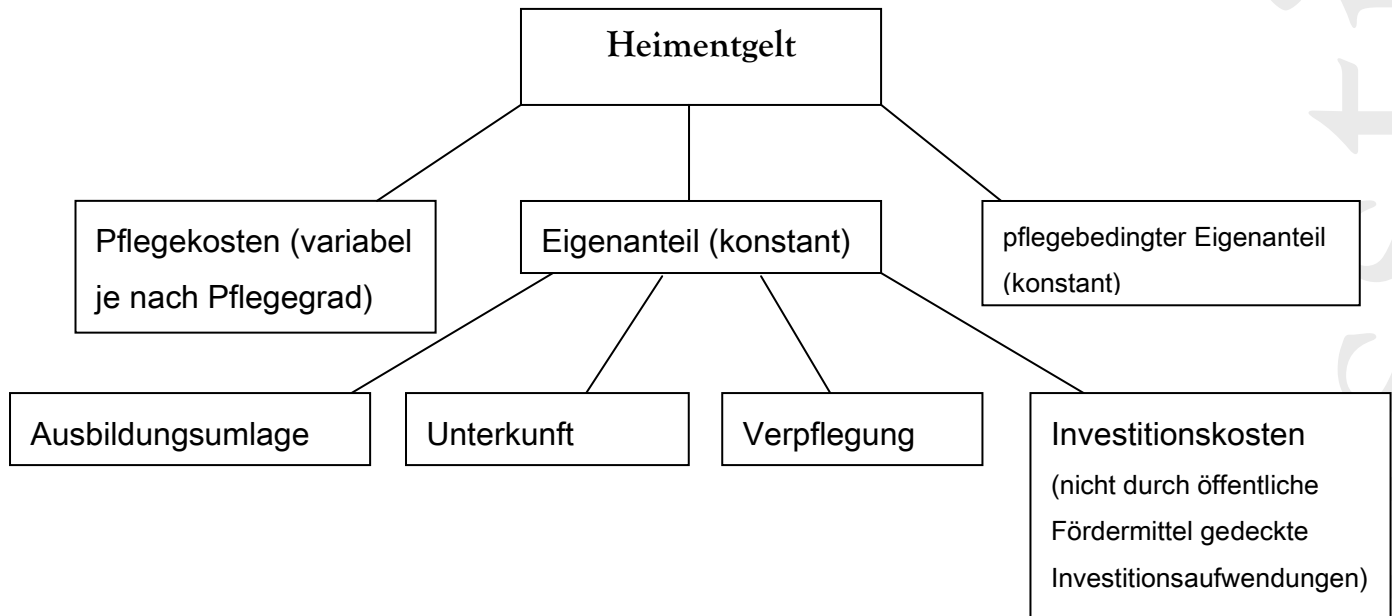 Heimentgelt
Pflegekosten (variabel
je nach Pflegegrad)
Eigenanteil (konstant)
pflegebedingter Eigenanteil
(konstant)
Ausbildungsumlage
Unterkunft
Verpflegung
Investitionskosten
(nicht durch öffentliche
Fördermittel gedeckte
Investitionsaufwendungen)